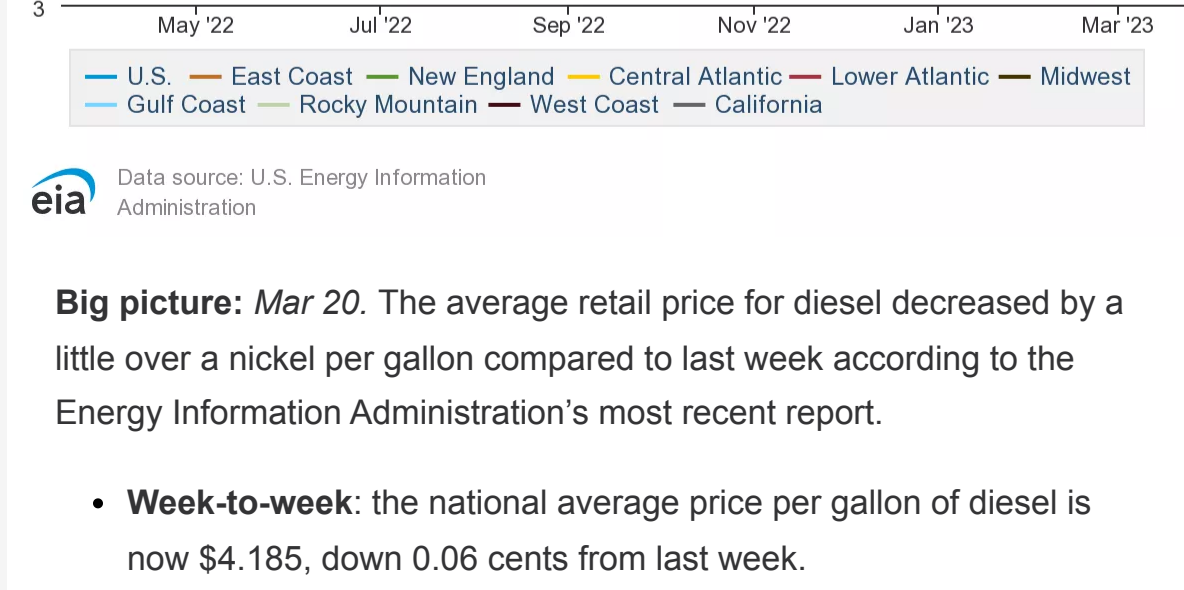 3
May '22 Jul '22 Sep '22 Nov '22 Jan '23 Mar '23
U.S. East Coast New England Central Atlantic Lower Atlantic Midwest
Gulf Coast Rocky Mountain West Coast California
eia
Data source: U.S. Energy Information
Administration
Big picture: Mar 20. The average retail price for diesel decreased by a
little over a nickel per gallon compared to last week according to the
Energy Information Administration’s most recent report.
• Week-to-week: the national average price per gallon of diesel is
now $4.185, down 0.06 cents from last week.